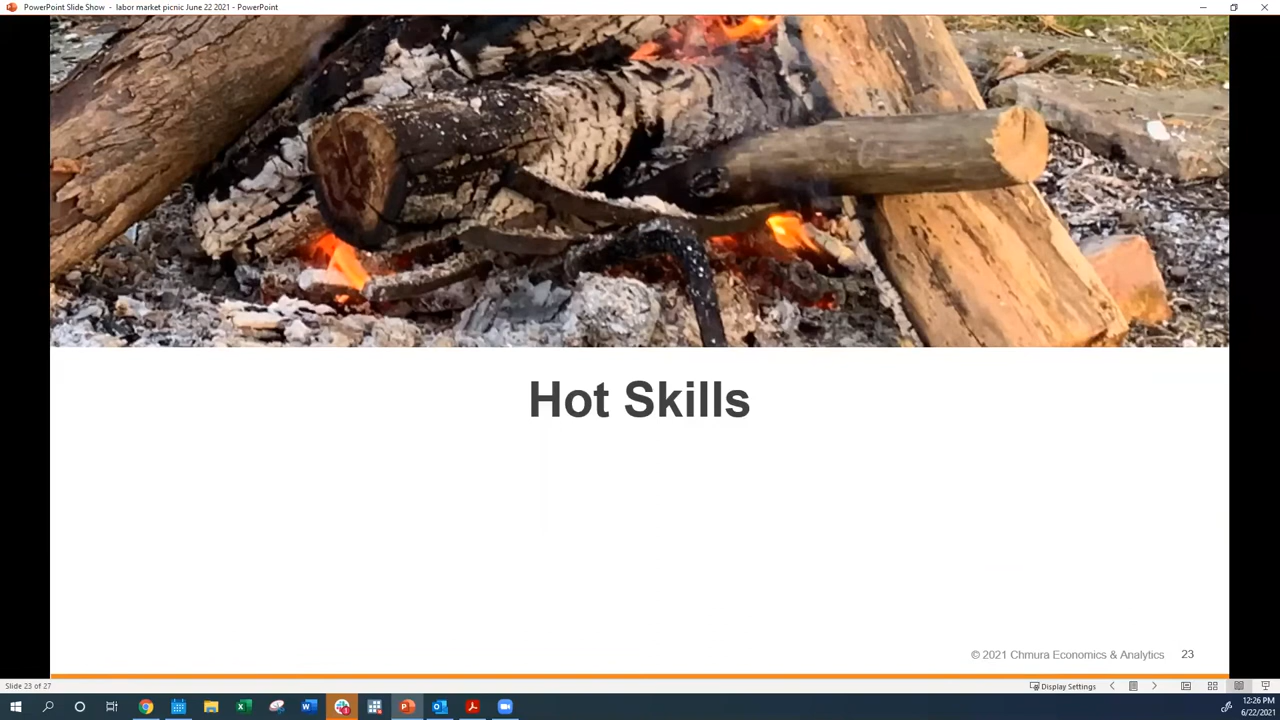 PowerPoint Slide Show - labor market picnic June 22 2021 - PowerPoint
Hot Skills
© 2021 Chmura Economics & Analytics 23
Slide 23 of 27
Display Settings
12:26 PM
6/22/2021